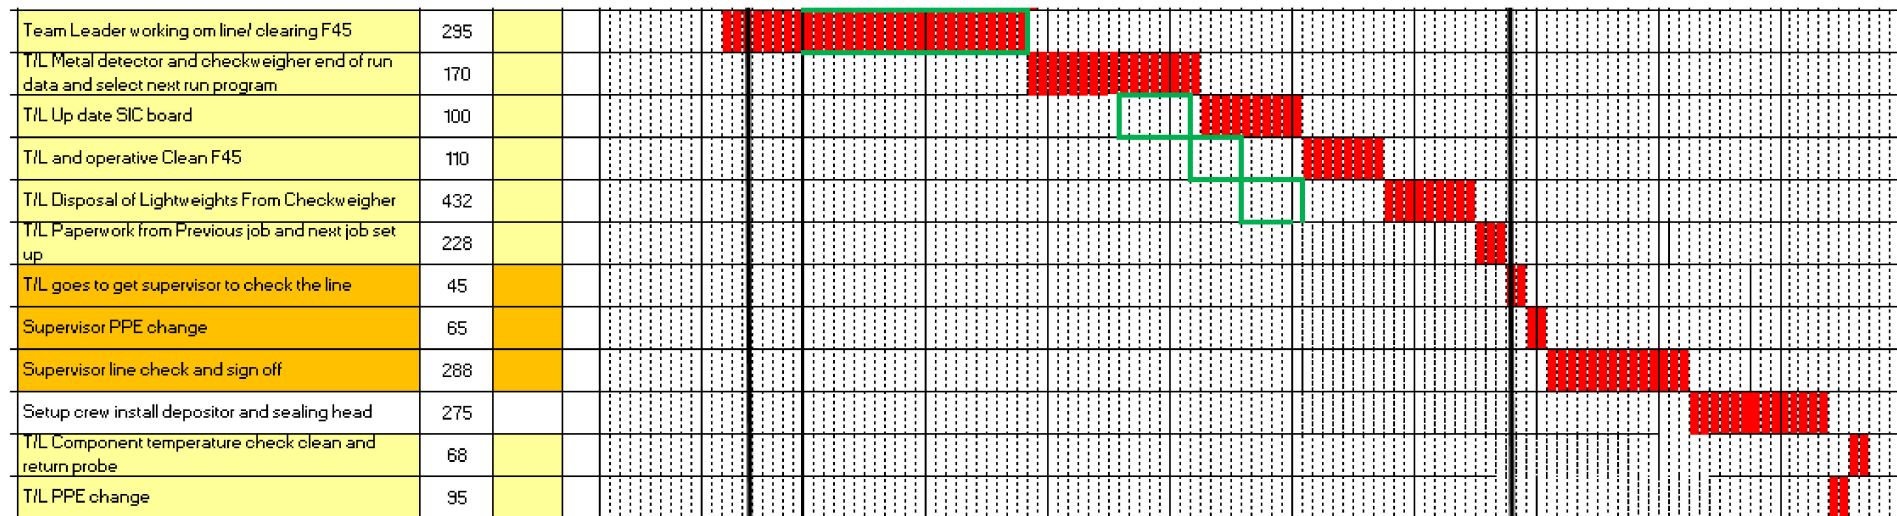 Team Leader working om line/ clearing F45 295
T/L Metal detector and checkweigher end of run
data and select next run program 170
T/L Up date SIC board 100
T/L and operative Clean F45 110
T/L Disposal of Lightweights From Checkweigher 432
T/L Paperwork from Previous job and next job set
up 228
T/L goes to get supervisor to check the line 45
Supervisor PPE change 65
Supervisor line check and sign off 288
Setup crew install depositor and sealing head 275
T/L Component temperature check clean and
return probe 68
T/L PPE change 95